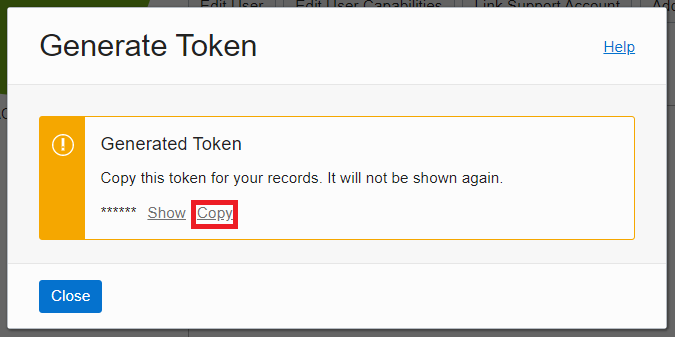 Edit User Edit User Capabilities Link Support Account
Generate Token
Help
Generated Token
Copy this token for your records. It will not be shown again.
****** Show Copy
Close